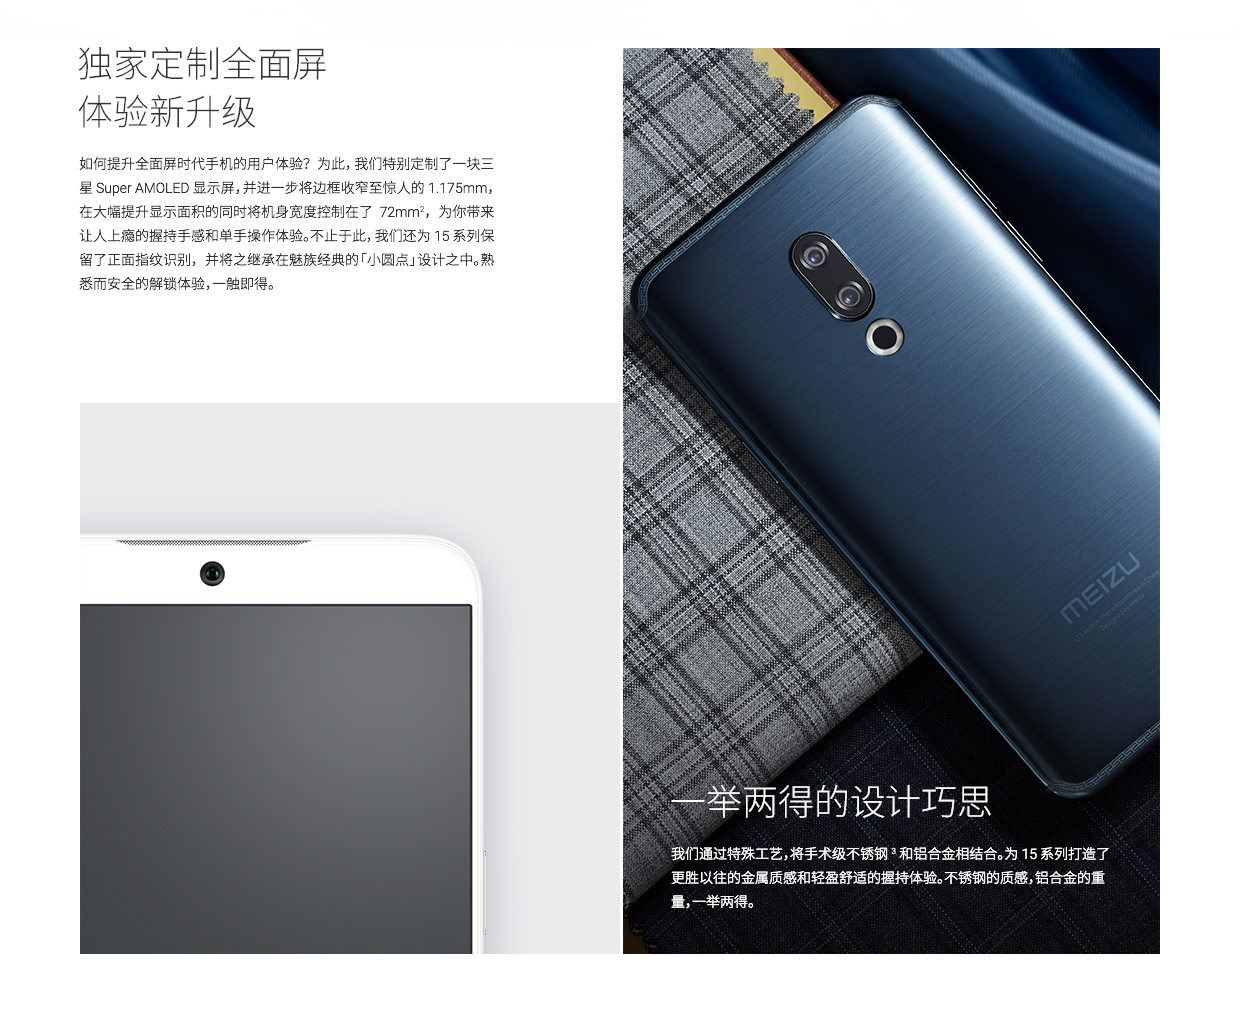 独家定制全面屏
体验新升级
如何提升全面屏时代手机的用户体验？为此，我们特别定制了一块三
星 Super AMOLED 显示屏，并进一步将边框收窄至惊人的 1.175mm，
在大幅提升显示面积的同时将机身宽度控制在了 72mm²，为你带来
让人上瘾的握持手感和单手操作体验。不止于此，我们还为 15 系列保
留了正面指纹识别，并将之继承在魅族经典的「小圆点」设计之中。熟
悉而安全的解锁体验，一触即得。
MEIZU
一举两得的设计巧思
我们通过特殊工艺，将手术级不锈钢 ³ 和铝合金相结合。为 15 系列打造了
更胜以往的金属质感和轻盈舒适的握持体验。不锈钢的质感，铝合金的重
量，一举两得。